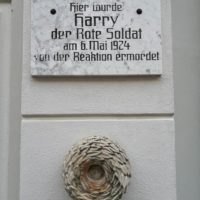 Hier wurde
Harry
der Rote Soldat
am 6. Mai 1924
von der Reaktion ermordet